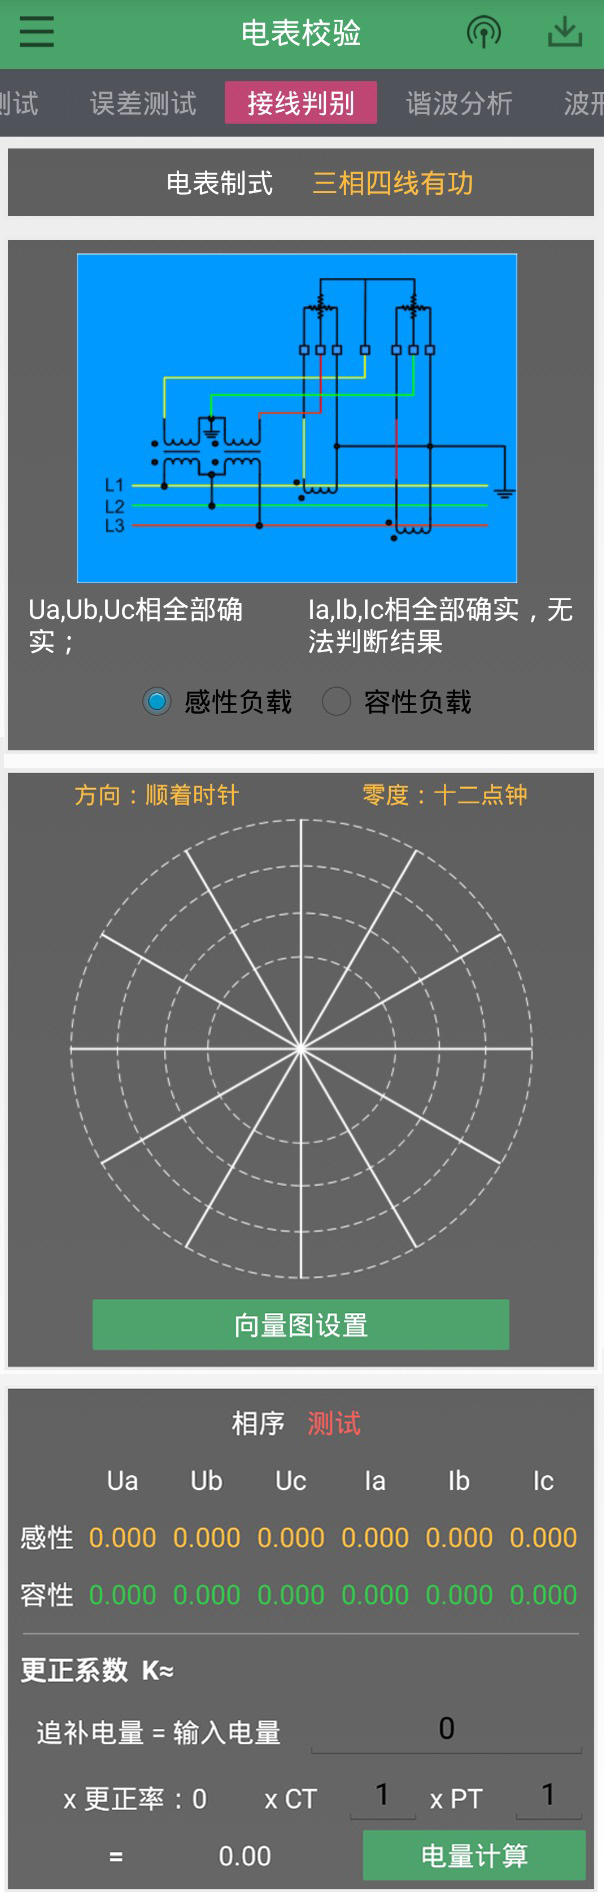 电表校验
测试 误差测试 接线判别 谐波分析 波形
电表制式 三相四线有功
L1
L2
L3
Ua,Ub,Uc相全部确实；
Ia,Ib,Ic相全部确实，无法判断结果
感性负载 容性负载
方向：顺着时针 零度：十二点钟
向量图设置
相序 测试
Ua Ub Uc Ia Ib Ic
感性 0.000 0.000 0.000 0.000 0.000 0.000
容性 0.000 0.000 0.000 0.000 0.000 0.000
更正系数 K≈
追补电量 = 输入电量 0
x 更正率：0 x CT 1 x PT 1
= 0.00 电量计算